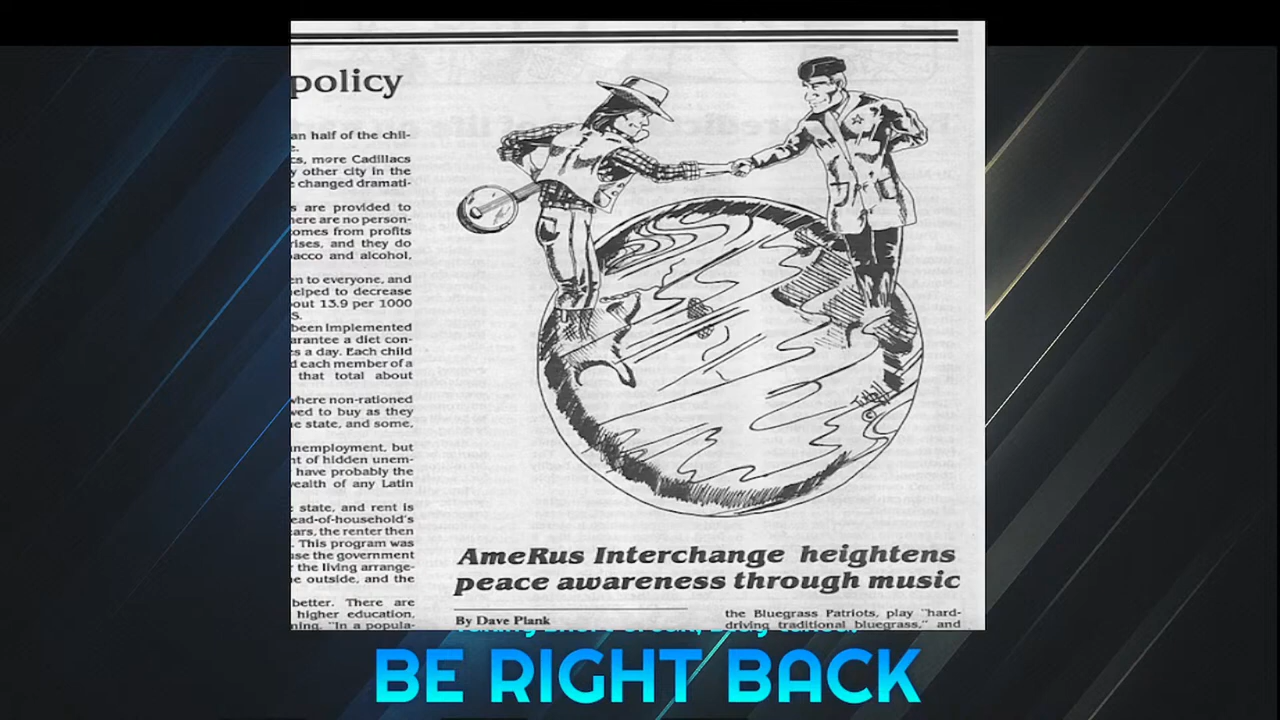 policy
an half of the chil-
e.
cs, more Cadillacs
y other city in the
e changed dramati-
s are provided to
here are no person-
comes from profits
rises, and they do
pacco and alcohol,
en to everyone, and
elped to decrease
out 13.9 per 1000
S.
been Implemented
arantee a diet con-
s a day. Each child
d each member of a
that total about
where non-rationed
wed to buy as they
e state, and some,
nemployment, but
nt of hidden unem-
have probably the
ealth of any Latin
state, and rent is
ead-of-household's
ars, the renter then
. This program was
se the government
r the living arrange-
e outside, and the
better. There are
higher education,
ning. "In a popula-
AmeRus Interchange heightens
peace awareness through music
By Dave Plank
the Bluegrass Patriots, play "hard-
driving traditional bluegrass," and
BE RIGHT BACK